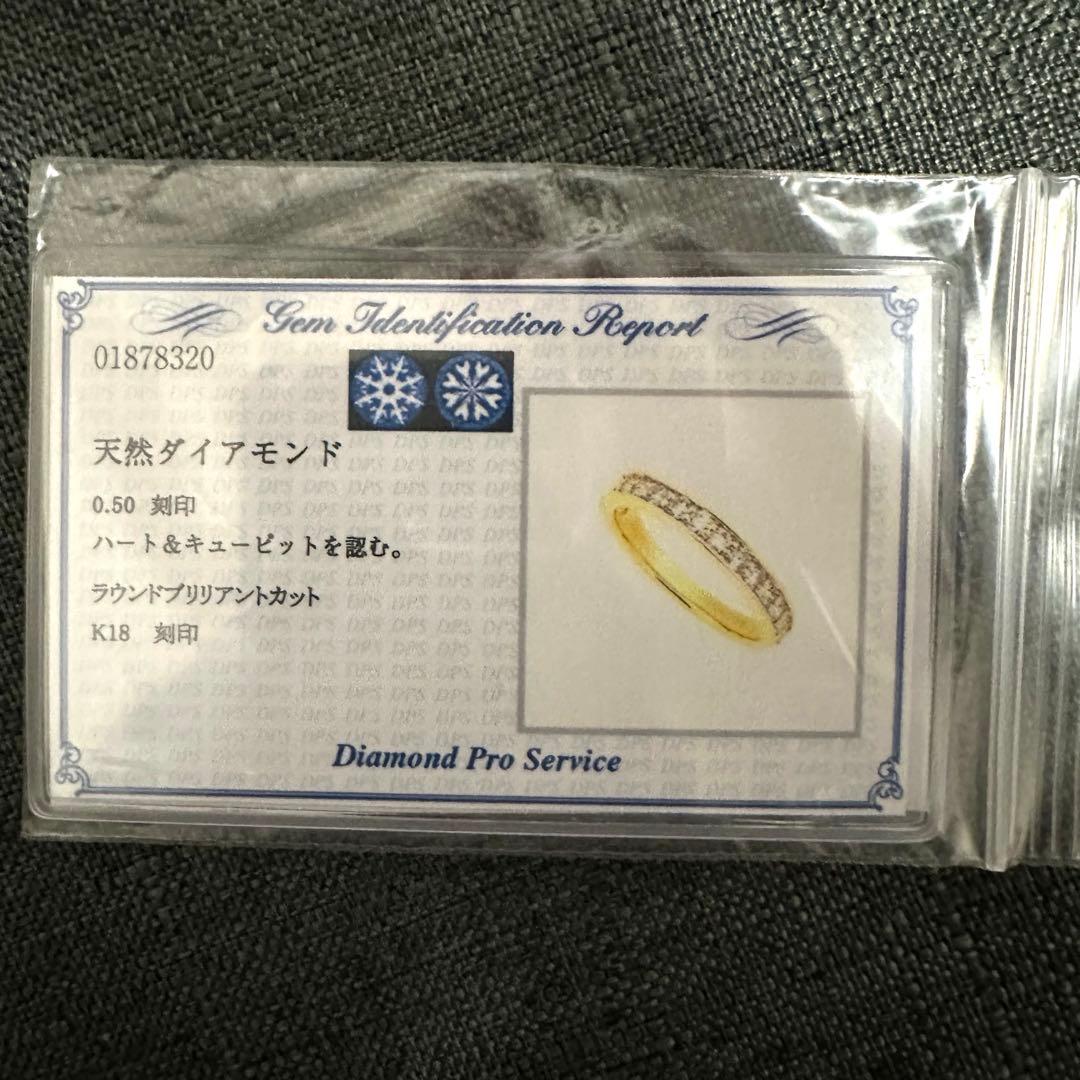 Gem Identification Report
01878320
天然ダイアモンド
0.50 刻印
ハート＆キューピットを認む。
ラウンドブリリアントカット
K18 刻印
Diamond Pro Service